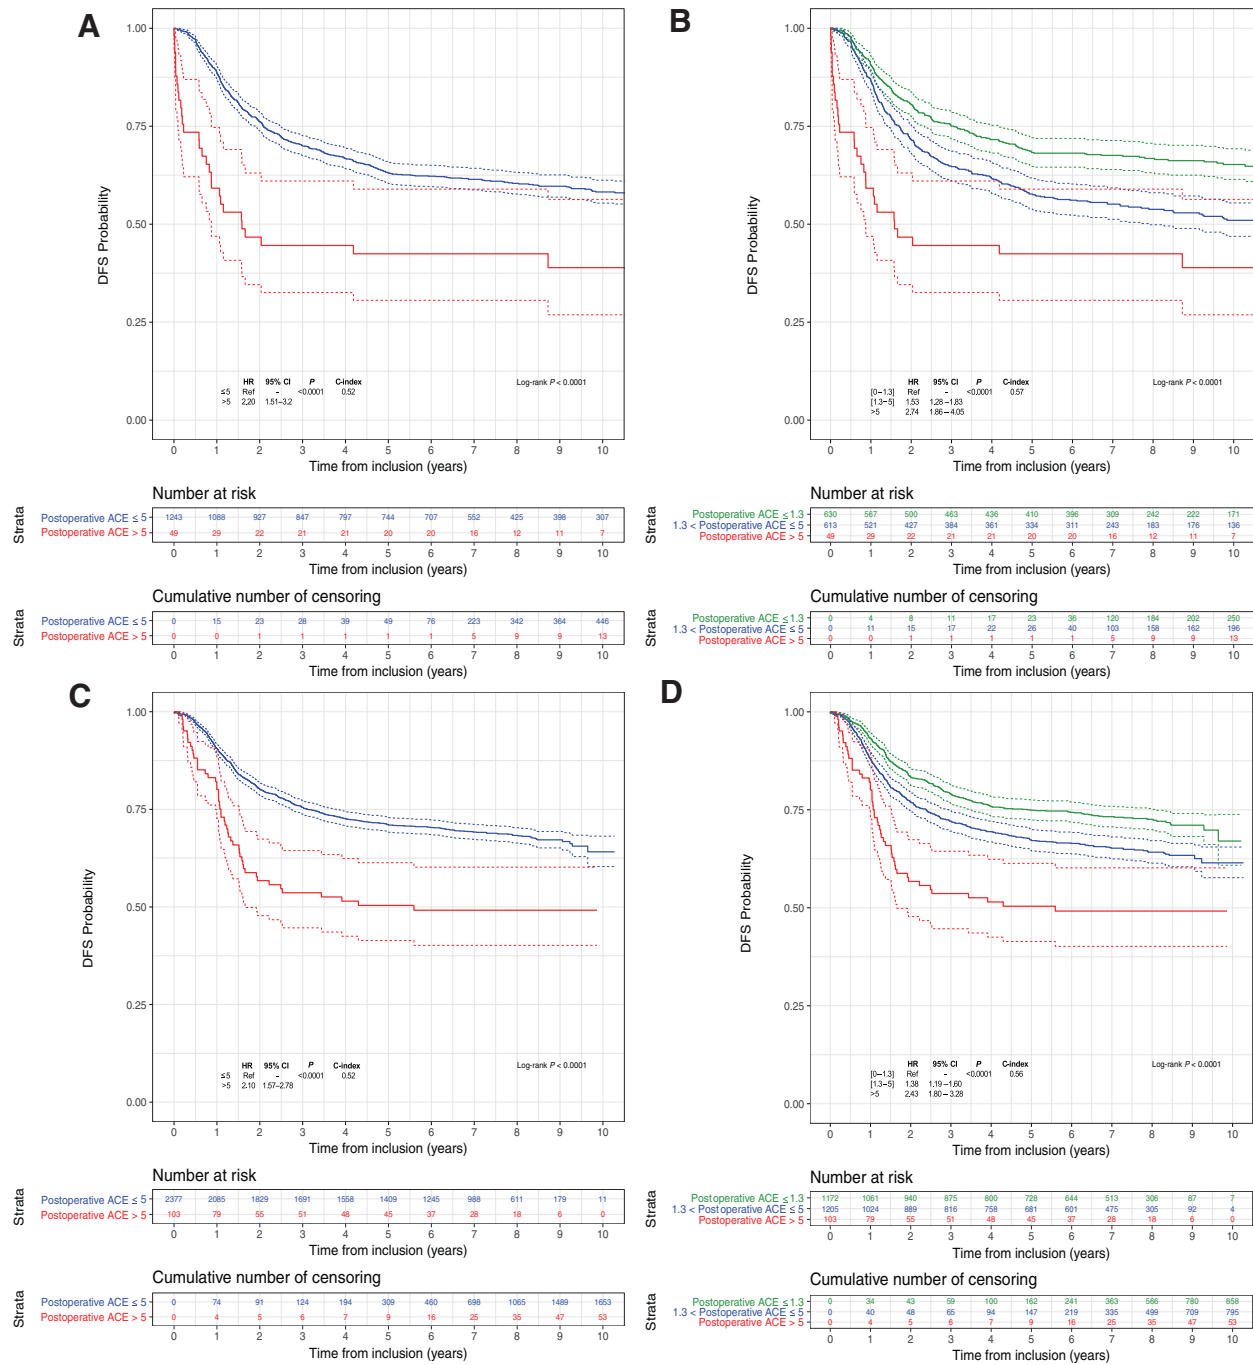 A
1.00
0.75
0.50
0.25
0.00
DFS Probability
HR 95% CI P C-index
≤5 Ref - <0.0001 0.52
>5 2,20 1.51–3.2
Log-rank P < 0.0001
0 1 2 3 4 5 6 7 8 9 10
Time from inclusion (years)
Number at risk
Strata
Postoperative ACE ≤ 5 1243 1088 927 847 797 744 707 552 425 398 307
Postoperative ACE > 5 49 29 22 21 21 20 20 16 12 11 7
0 1 2 3 4 5 6 7 8 9 10
Time from inclusion (years)
Cumulative number of censoring
Strata
Postoperative ACE ≤ 5 0 15 23 28 39 49 76 223 342 364 446
Postoperative ACE > 5 0 0 1 1 1 1 1 5 9 9 13
0 1 2 3 4 5 6 7 8 9 10
Time from inclusion (years)
B
1.00
0.75
0.50
0.25
0.00
DFS Probability
HR 95% CI P C-index
[0–1.3] Ref - <0.0001 0.57
[1.3–5] 1.53 1.28–1.83
>5 2,74 1.86–4.05
Log-rank P < 0.0001
0 1 2 3 4 5 6 7 8 9 10
Time from inclusion (years)
Number at risk
Strata
Postoperative ACE ≤ 1.3 630 567 500 463 436 410 396 309 242 222 171
1.3 < Postoperative ACE ≤ 5 613 521 427 384 361 334 311 243 183 176 136
Postoperative ACE > 5 49 29 22 21 21 20 20 16 12 11 7
0 1 2 3 4 5 6 7 8 9 10
Time from inclusion (years)
Cumulative number of censoring
Strata
Postoperative ACE ≤ 1.3 0 4 8 11 17 23 36 120 184 202 250
1.3 < Postoperative ACE ≤ 5 0 11 15 17 22 26 40 103 158 162 196
Postoperative ACE > 5 0 0 1 1 1 1 1 5 9 9 13
0 1 2 3 4 5 6 7 8 9 10
Time from inclusion (years)
C
1.00
0.75
0.50
0.25
0.00
DFS Probability
HR 95% CI P C-index
≤5 Ref - <0.0001 0.52
>5 2.10 1.57–2.78
Log-rank P < 0.0001
0 1 2 3 4 5 6 7 8 9 10
Time from inclusion (years)
Number at risk
Strata
Postoperative ACE ≤ 5 2377 2085 1829 1691 1558 1409 1245 988 611 179 11
Postoperative ACE > 5 103 79 55 51 48 45 37 28 18 6 0
0 1 2 3 4 5 6 7 8 9 10
Time from inclusion (years)
Cumulative number of censoring
Strata
Postoperative ACE ≤ 5 0 74 91 124 194 309 460 698 1065 1489 1653
Postoperative ACE > 5 0 4 5 6 7 9 16 25 35 47 53
0 1 2 3 4 5 6 7 8 9 10
Time from inclusion (years)
D
1.00
0.75
0.50
0.25
0.00
DFS Probability
HR 95% CI P C-index
[0–1.3] Ref - <0.0001 0.56
[1.3–5] 1.38 1.19–1.60
>5 2,43 1.80–3.28
Log-rank P < 0.0001
0 1 2 3 4 5 6 7 8 9 10
Time from inclusion (years)
Number at risk
Strata
Postoperative ACE ≤ 1.3 1172 1061 940 875 800 728 644 513 306 87 7
1.3 < Postoperative ACE ≤ 5 1205 1024 889 816 758 681 601 475 305 92 4
Postoperative ACE > 5 103 79 55 51 48 45 37 28 18 6 0
0 1 2 3 4 5 6 7 8 9 10
Time from inclusion (years)
Cumulative number of censoring
Strata
Postoperative ACE ≤ 1.3 0 34 43 59 100 162 241 363 566 780 858
1.3 < Postoperative ACE ≤ 5 0 40 48 65 94 147 219 335 499 709 795
Postoperative ACE > 5 0 4 5 6 7 9 16 25 35 47 53
0 1 2 3 4 5 6 7 8 9 10
Time from inclusion (years)